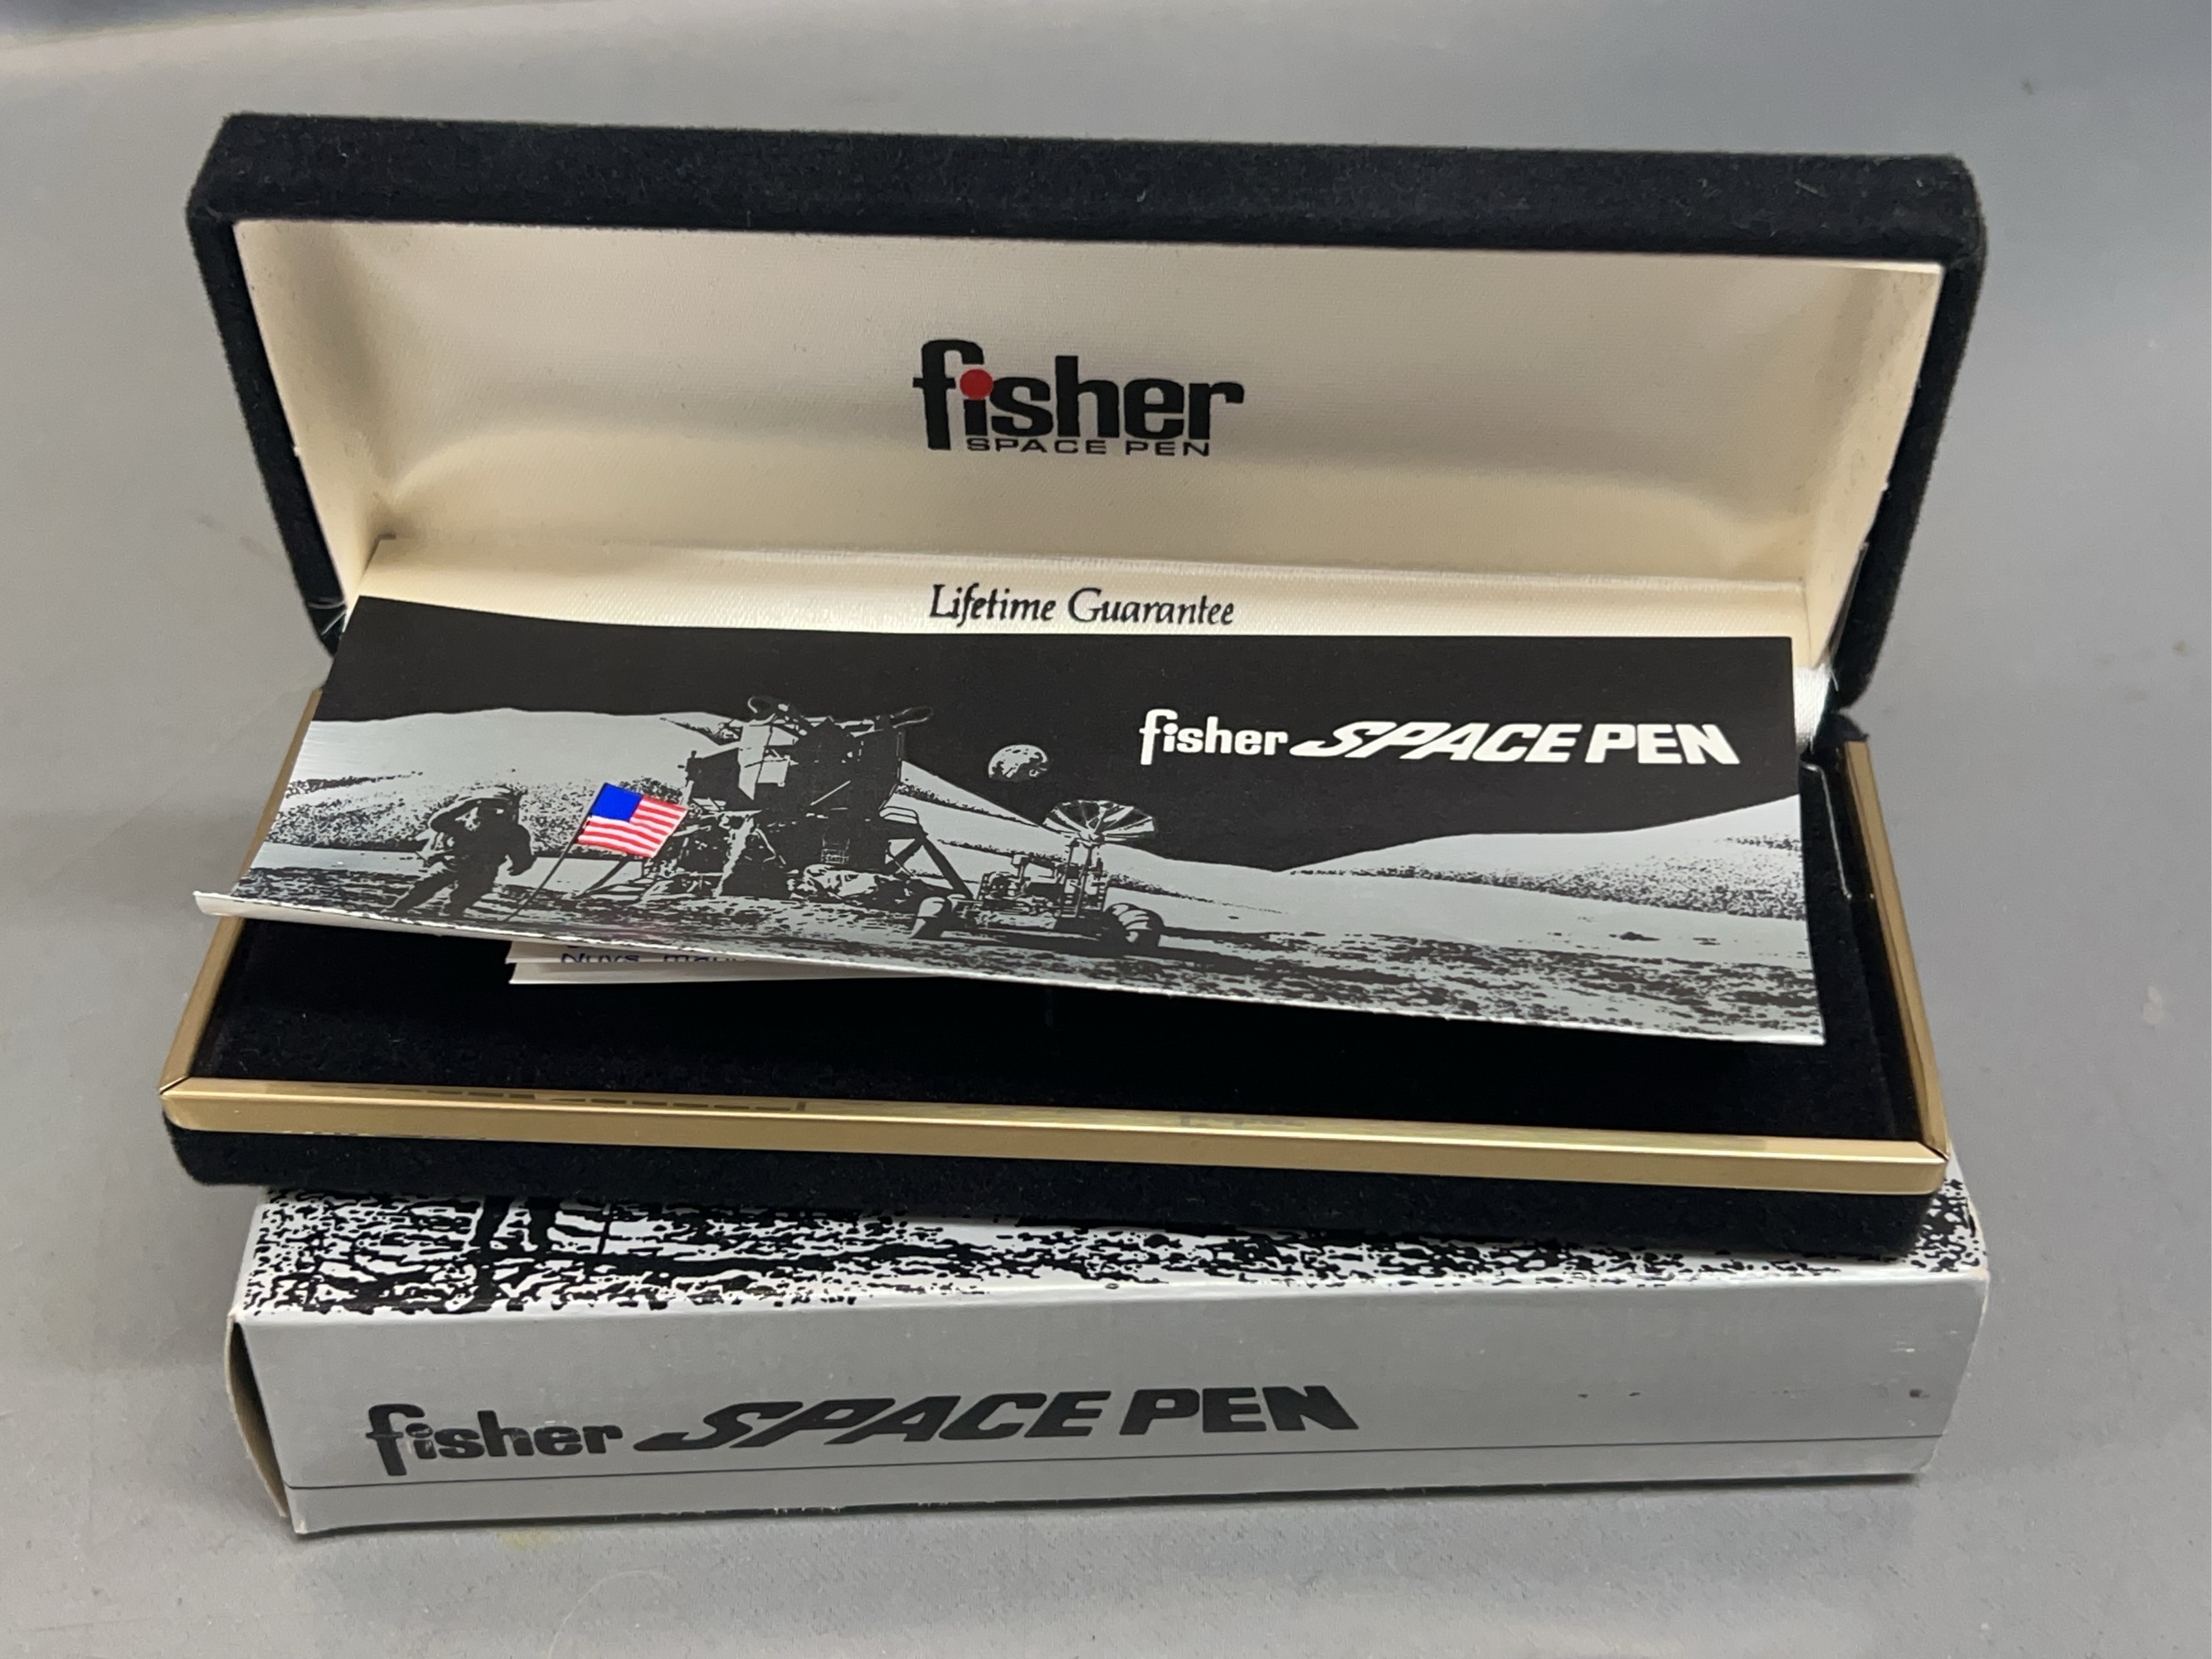 fisher
SPACE PEN
Lifetime Guarantee
fisher SPACE PEN
fisher SPACE PEN